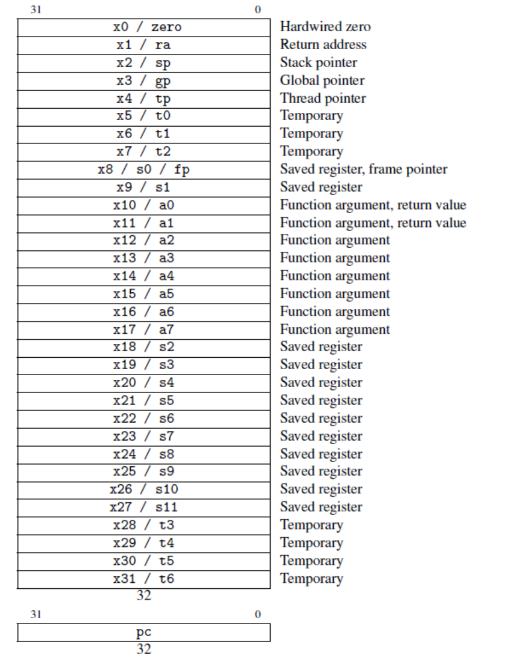 31 0
x0 / zero Hardwired zero
x1 / ra Return address
x2 / sp Stack pointer
x3 / gp Global pointer
x4 / tp Thread pointer
x5 / t0 Temporary
x6 / t1 Temporary
x7 / t2 Temporary
x8 / s0 / fp Saved register, frame pointer
x9 / s1 Saved register
x10 / a0 Function argument, return value
x11 / a1 Function argument, return value
x12 / a2 Function argument
x13 / a3 Function argument
x14 / a4 Function argument
x15 / a5 Function argument
x16 / a6 Function argument
x17 / a7 Function argument
x18 / s2 Saved register
x19 / s3 Saved register
x20 / s4 Saved register
x21 / s5 Saved register
x22 / s6 Saved register
x23 / s7 Saved register
x24 / s8 Saved register
x25 / s9 Saved register
x26 / s10 Saved register
x27 / s11 Saved register
x28 / t3 Temporary
x29 / t4 Temporary
x30 / t5 Temporary
x31 / t6 Temporary
32
31 0
pc
32